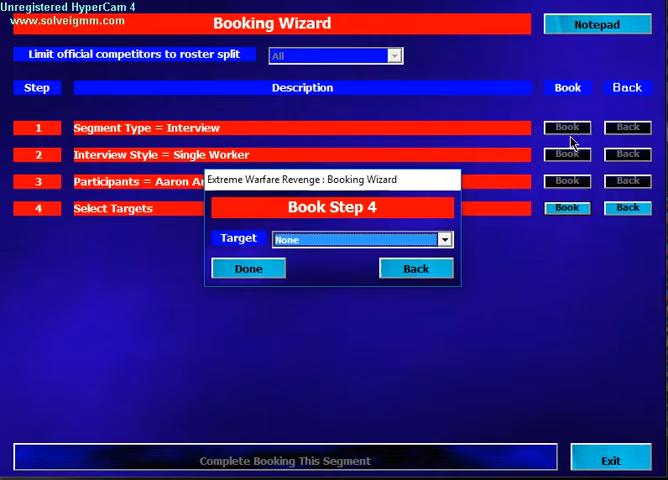 Unregistered HyperCam 4
www.solveigmm.com
Booking Wizard
Notepad
Limit official competitors to roster split
All
Step
Description
Book
Back
1
Segment Type = Interview
Book
Back
2
Interview Style = Single Worker
Book
Back
3
Participants = Aaron Ar
Book
Back
4
Select Targets
Book
Back
Extreme Warfare Revenge : Booking Wizard
Book Step 4
Target
None
Done
Back
Complete Booking This Segment
Exit